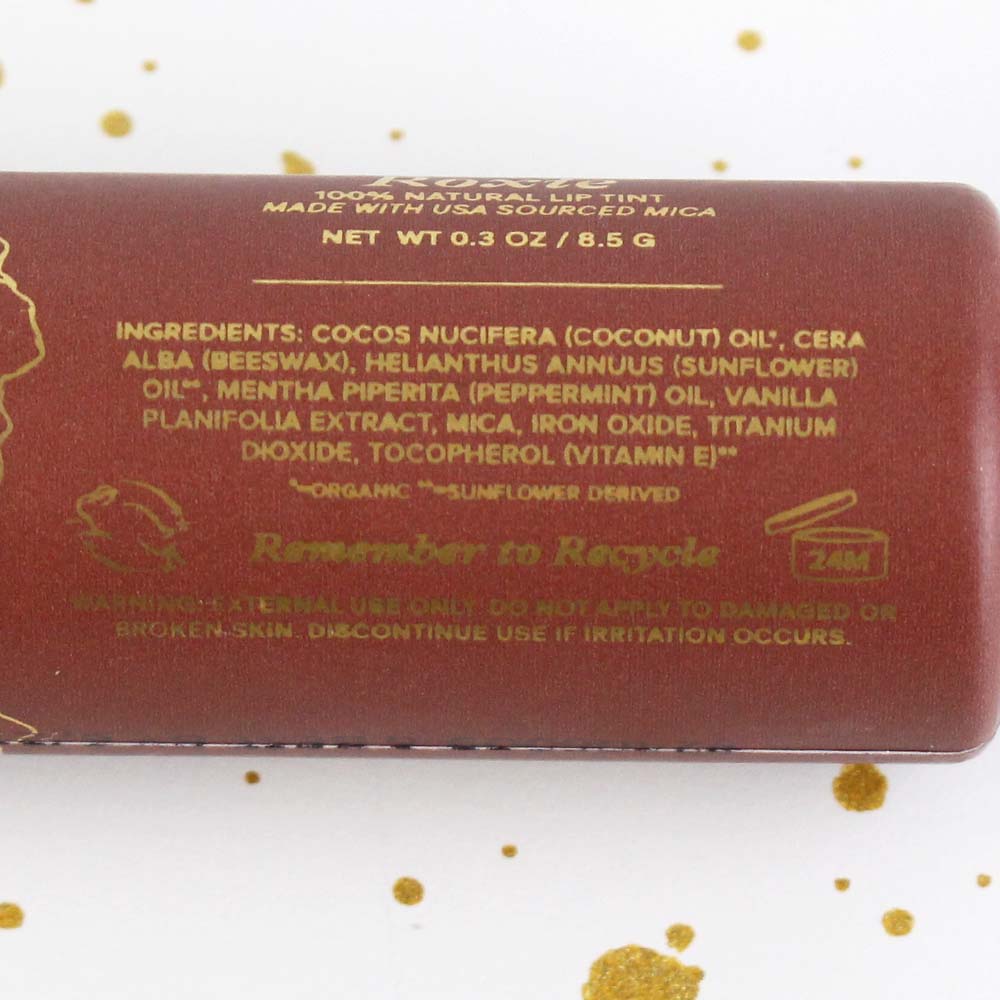 Roxie
100% NATURAL LIP TINT
MADE WITH USA SOURCED MICA
NET WT 0.3 OZ / 8.5 G
INGREDIENTS: COCOS NUCIFERA (COCONUT) OIL*, CERA
ALBA (BEESWAX), HELIANTHUS ANNUUS (SUNFLOWER)
OIL**, MENTHA PIPERITA (PEPPERMINT) OIL, VANILLA
PLANIFOLIA EXTRACT, MICA, IRON OXIDE, TITANIUM
DIOXIDE, TOCOPHEROL (VITAMIN E)**
*=ORGANIC **=SUNFLOWER DERIVED
Remember to Recycle
24M
WARNING: EXTERNAL USE ONLY. DO NOT APPLY TO DAMAGED OR
BROKEN SKIN. DISCONTINUE USE IF IRRITATION OCCURS.